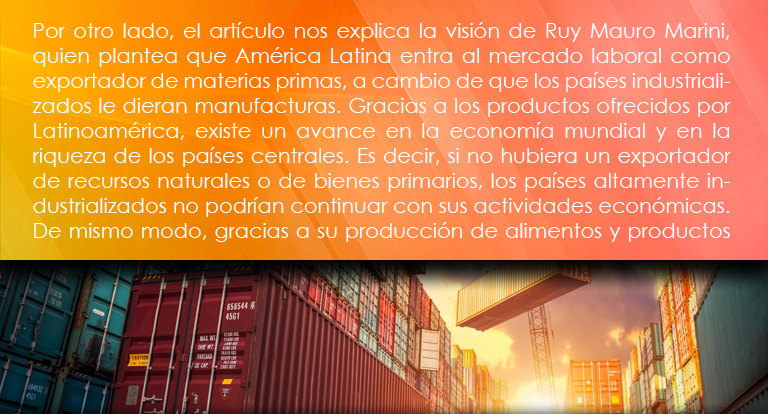 Por otro lado, el artículo nos explica la visión de Ruy Mauro Marini,
quien plantea que América Latina entra al mercado laboral como
exportador de materias primas, a cambio de que los países industriali-
zados le dieran manufacturas. Gracias a los productos ofrecidos por
Latinoamérica, existe un avance en la economía mundial y en la
riqueza de los países centrales. Es decir, si no hubiera un exportador
de recursos naturales o de bienes primarios, los países altamente in-
dustrializados no podrían continuar con sus actividades económicas.
De mismo modo, gracias a su producción de alimentos y productos
656544 4
45G1
CAUTION